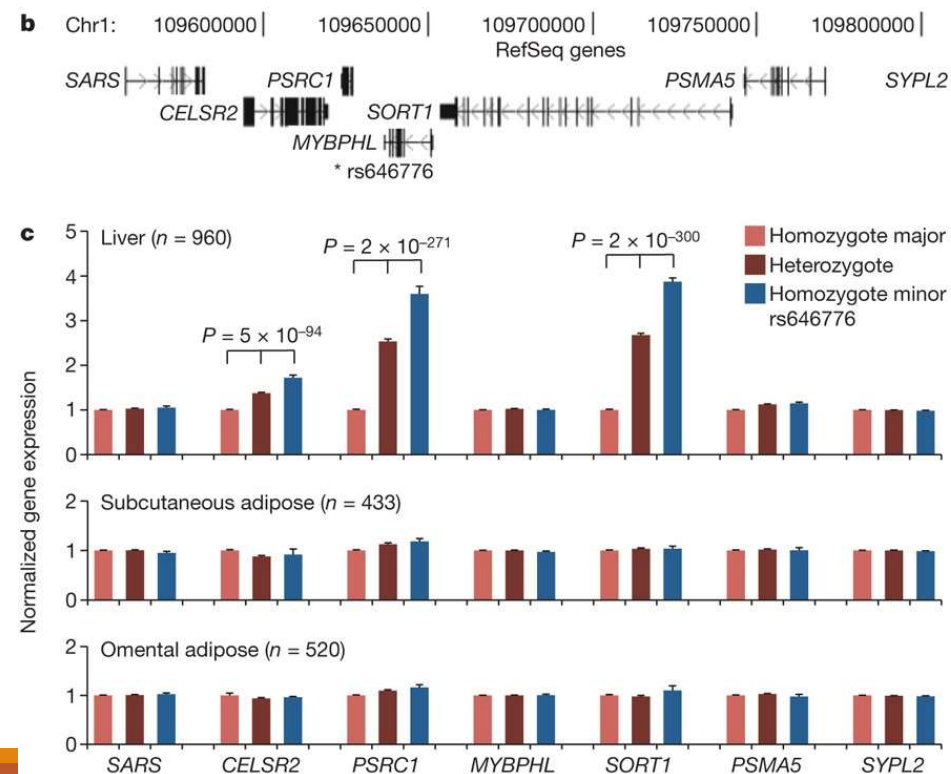 b Chr1: 109600000 109650000 109700000 109750000 109800000
RefSeq genes
SARS PSRC1 PSMA5 SYPL2
CELSR2 SORT1
MYBPHL
* rs646776
c 5 Liver (n = 960) P = 2 × 10–271 P = 2 × 10–300 Homozygote major
4 Heterozygote
3 Homozygote minor
rs646776
P = 5 × 10–94
2
1
0
Normalized gene expression
2 Subcutaneous adipose (n = 433)
1
0
2 Omental adipose (n = 520)
1
0
SARS CELSR2 PSRC1 MYBPHL SORT1 PSMA5 SYPL2